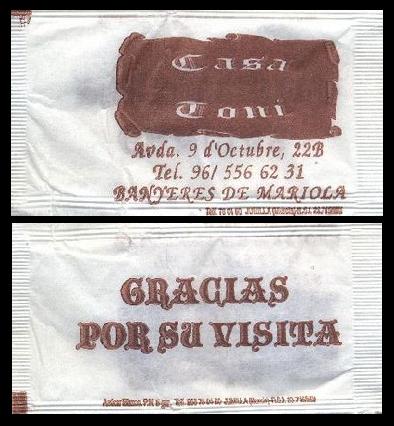 Casa
Toni
Avda. 9 d'Octubre, 22B
Tel. 96/ 556 62 31
BANYERES DE MARIOLA
GRACIAS
POR SU VISITA